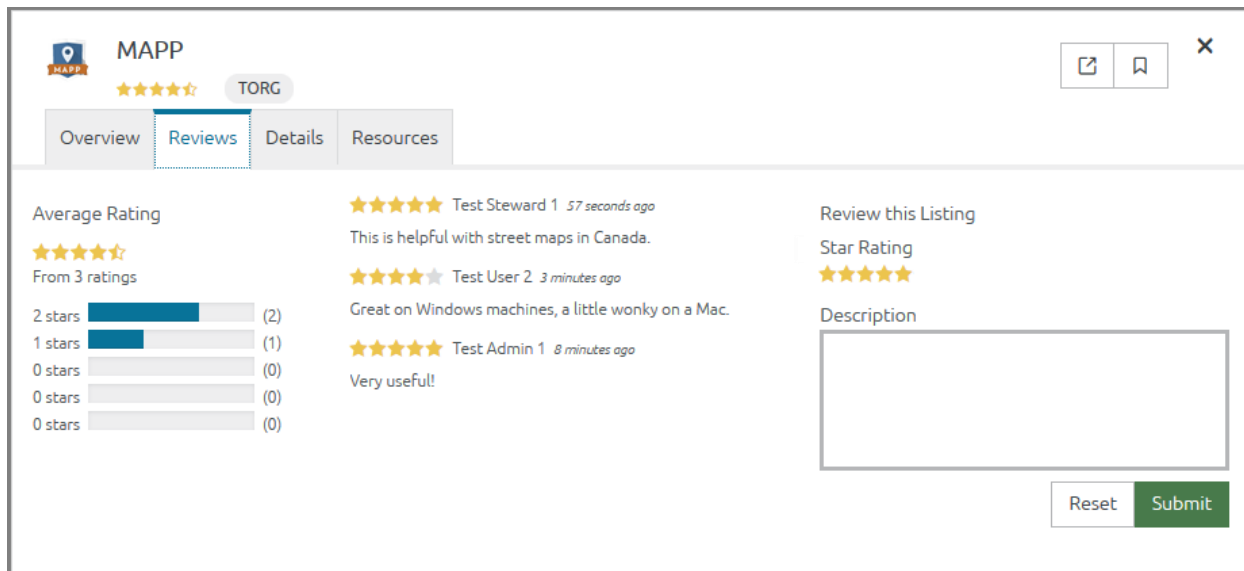 MAPP
MAPP
TORG
Overview
Reviews
Details
Resources
Average Rating
From 3 ratings
2 stars (2)
1 stars (1)
0 stars (0)
0 stars (0)
0 stars (0)
Test Steward 1 57 seconds ago
This is helpful with street maps in Canada.
Test User 2 3 minutes ago
Great on Windows machines, a little wonky on a Mac.
Test Admin 1 8 minutes ago
Very useful!
Review this Listing
Star Rating
Description
Reset
Submit